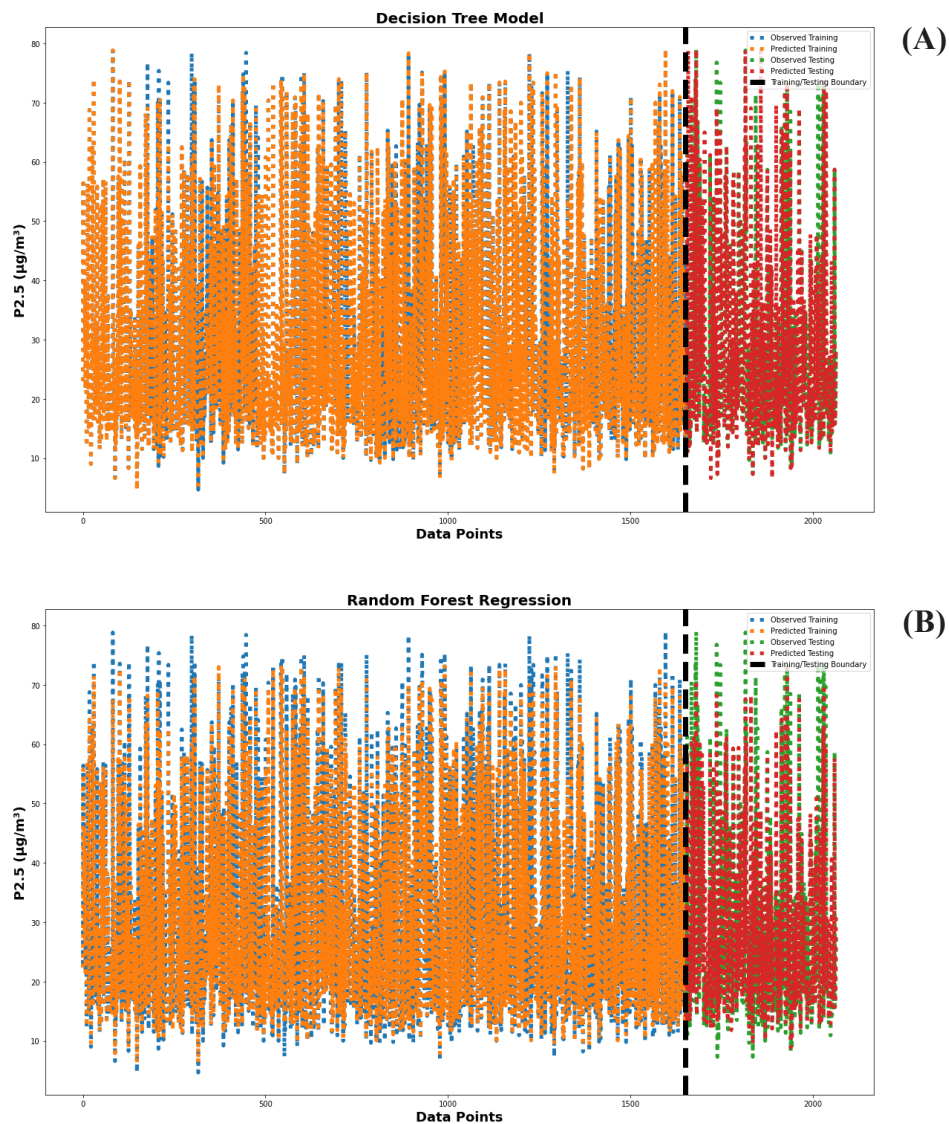 Decision Tree Model
(A)
Observed Training
Predicted Training
Observed Testing
Predicted Testing
Training/Testing Boundary
80
70
60
50
40
30
20
10
P2.5 (µg/m³)
0 500 1000 1500 2000
Data Points
Random Forest Regression
(B)
Observed Training
Predicted Training
Observed Testing
Predicted Testing
Training/Testing Boundary
80
70
60
50
40
30
20
10
P2.5 (µg/m³)
0 500 1000 1500 2000
Data Points